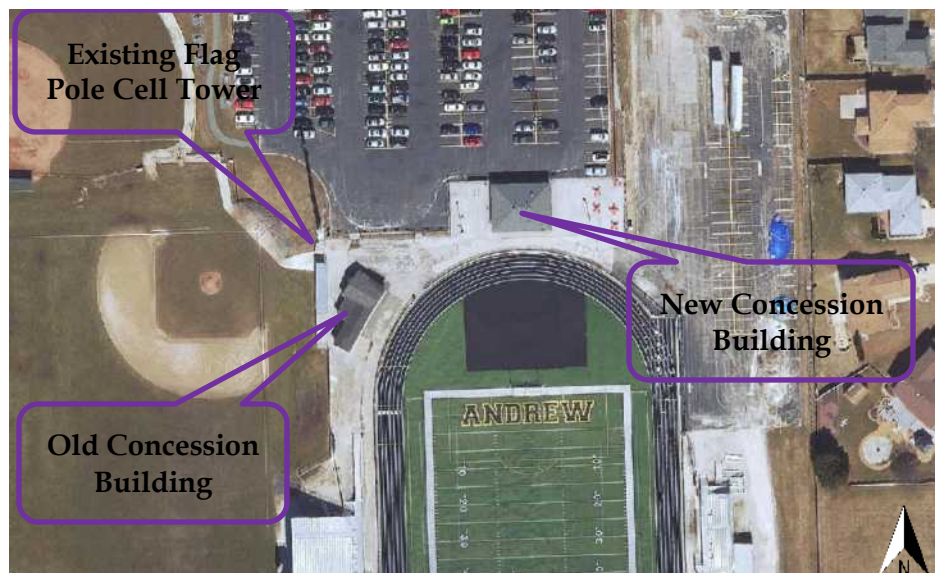 Existing Flag
Pole Cell Tower
New Concession
Building
ANDREW
Old Concession
Building
N